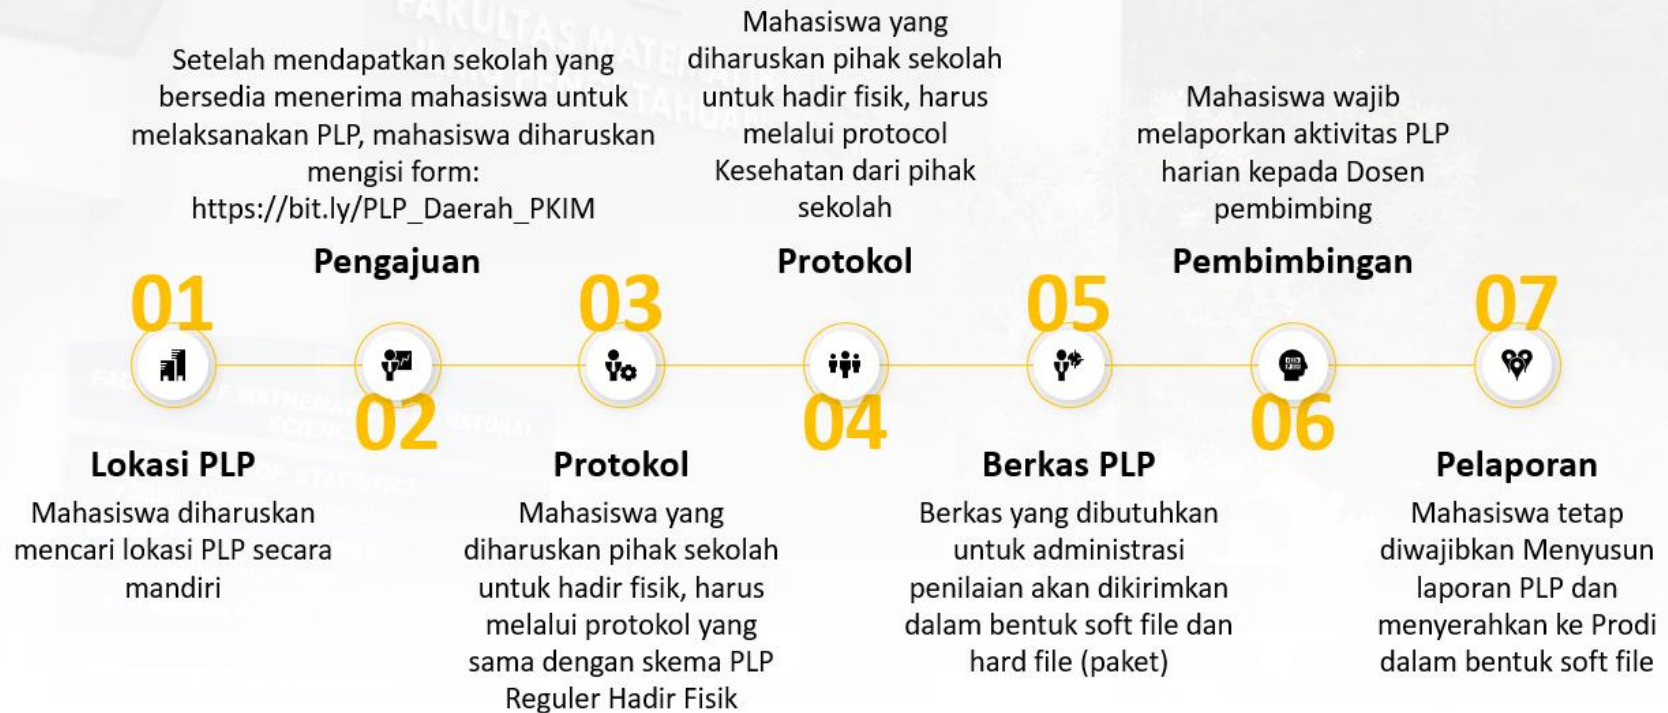 01
Lokasi PLP
Mahasiswa diharuskan
mencari lokasi PLP secara
mandiri
Setelah mendapatkan sekolah yang
bersedia menerima mahasiswa untuk
melaksanakan PLP, mahasiswa diharuskan
mengisi form:
https://bit.ly/PLP_Daerah_PKIM
Pengajuan
02
03
Protokol
Mahasiswa yang
diharuskan pihak sekolah
untuk hadir fisik, harus
melalui protokol yang
sama dengan skema PLP
Reguler Hadir Fisik
Mahasiswa yang
diharuskan pihak sekolah
untuk hadir fisik, harus
melalui protocol
Kesehatan dari pihak
sekolah
Protokol
04
05
Berkas PLP
Berkas yang dibutuhkan
untuk administrasi
penilaian akan dikirimkan
dalam bentuk soft file dan
hard file (paket)
Mahasiswa wajib
melaporkan aktivitas PLP
harian kepada Dosen
pembimbing
Pembimbingan
06
07
Pelaporan
Mahasiswa tetap
diwajibkan Menyusun
laporan PLP dan
menyerahkan ke Prodi
dalam bentuk soft file